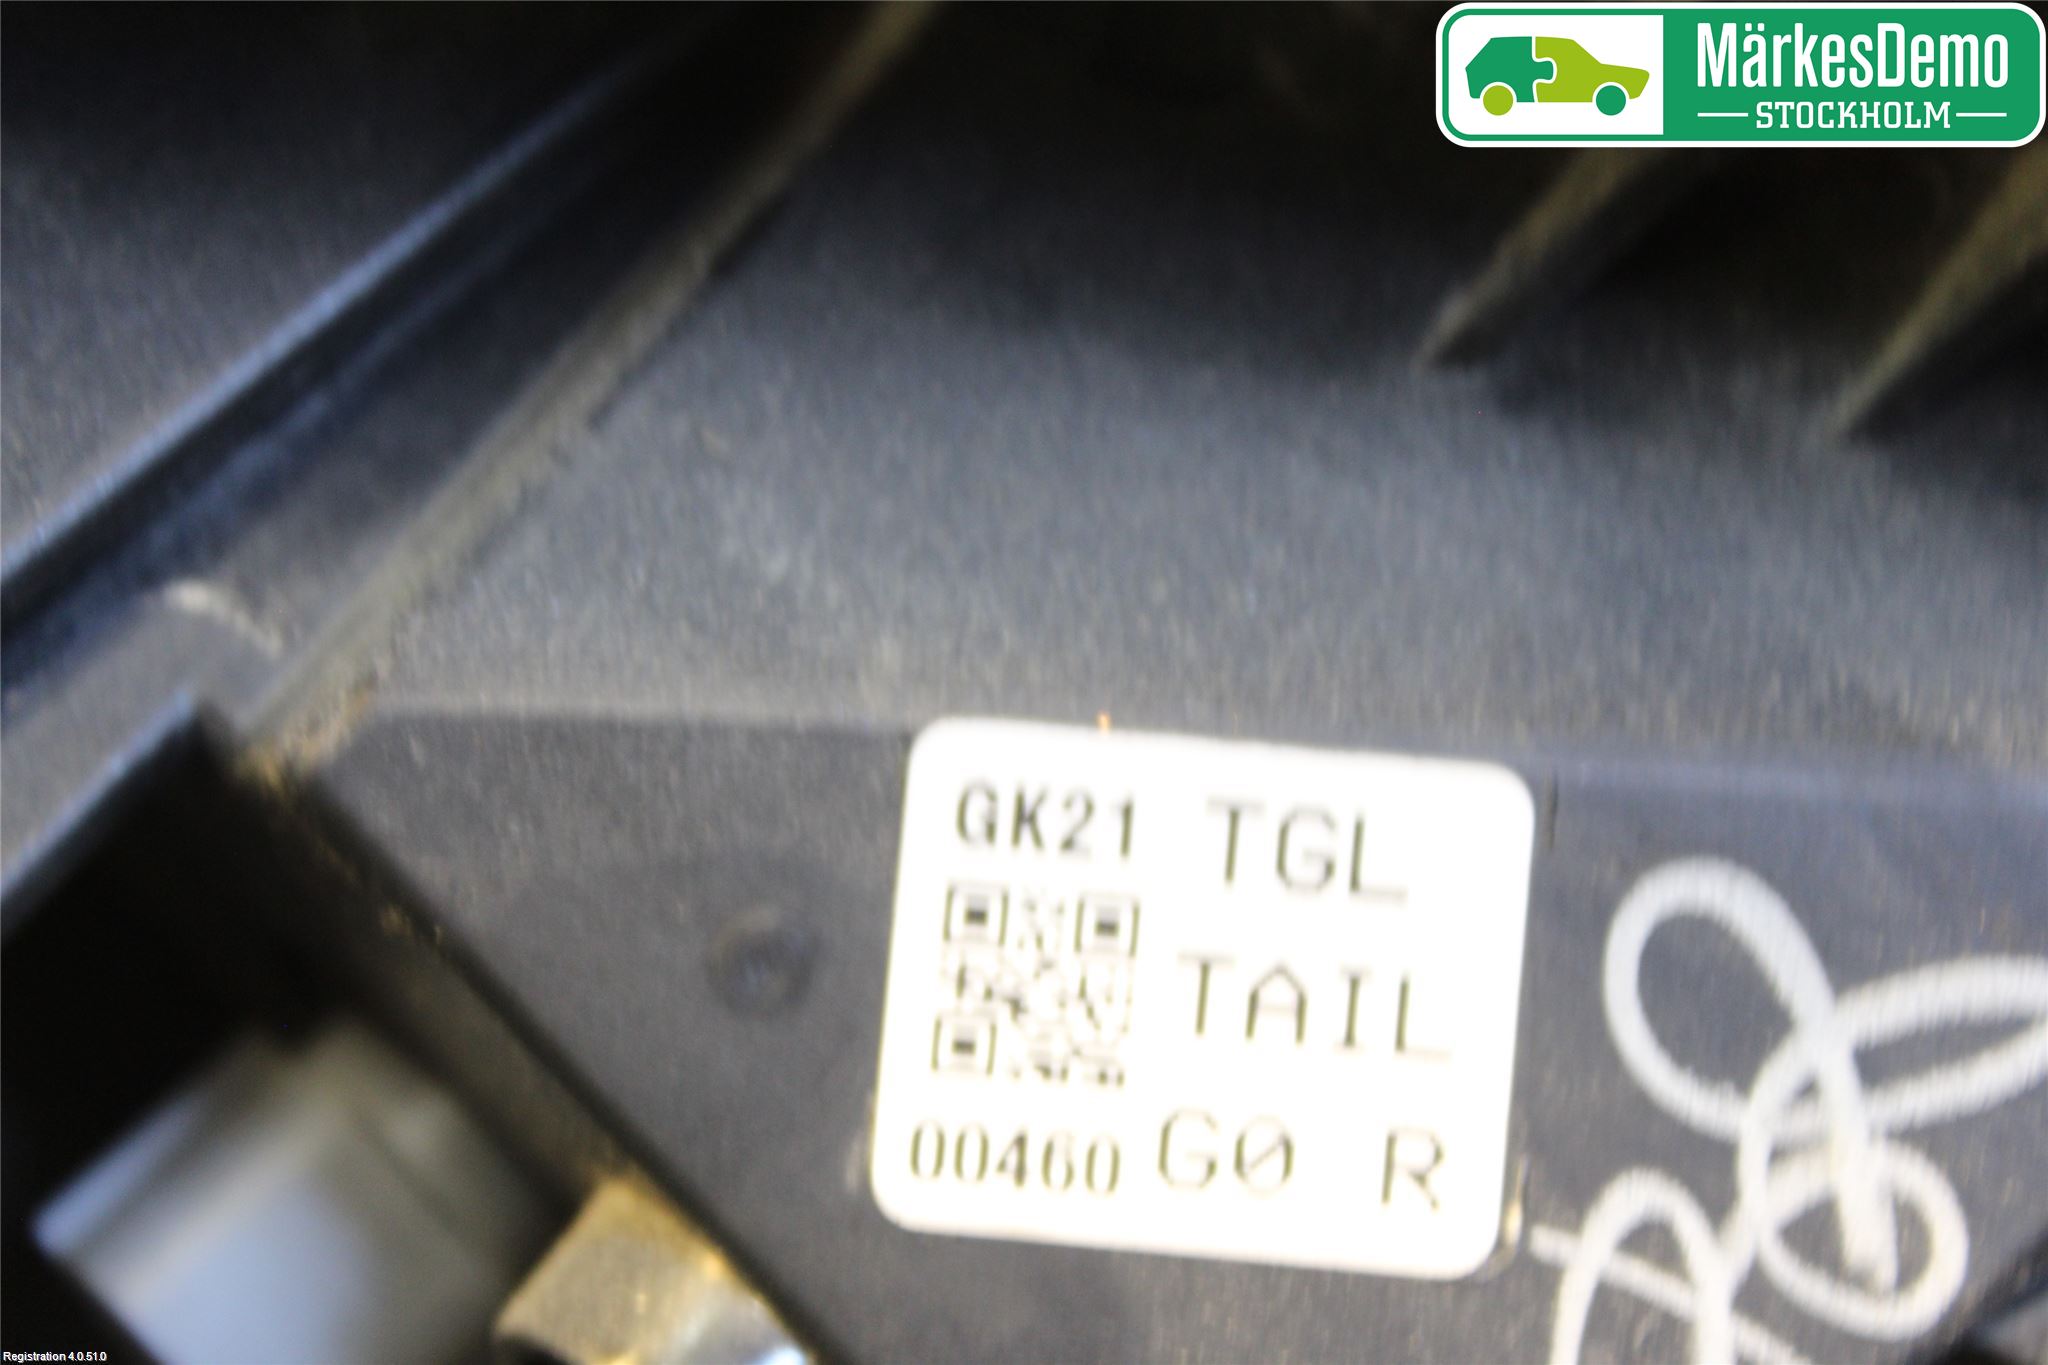 MärkesDemo
STOCKHOLM
GK21 TGL
TAIL
00460 G0 R
Registration 4.0.51.0